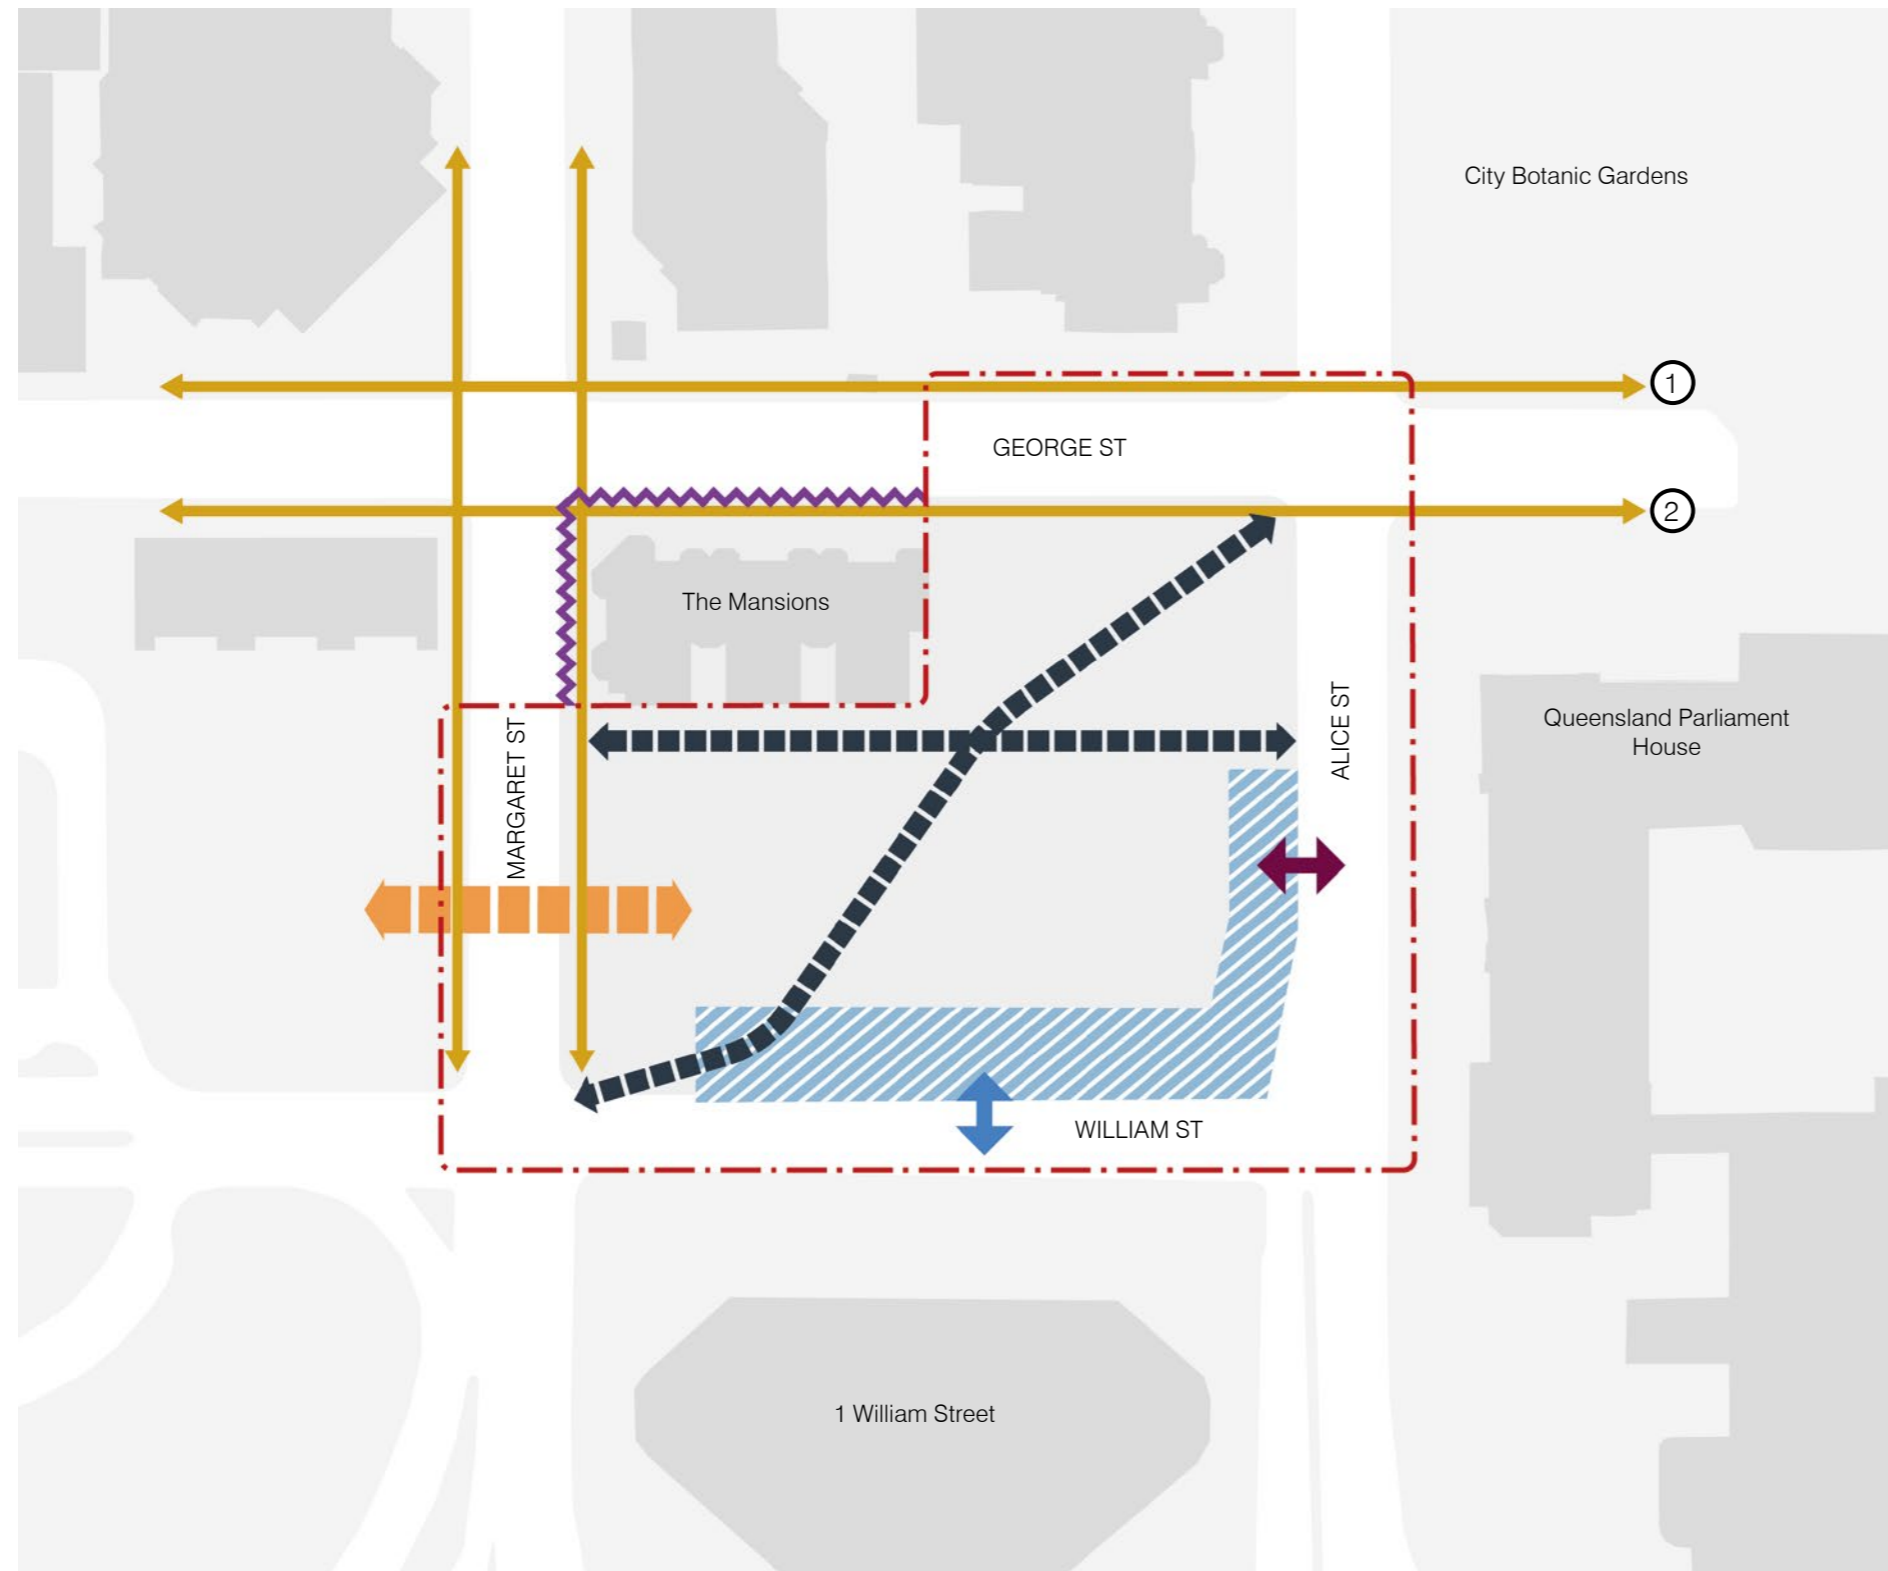 City Botanic Gardens
1
GEORGE ST
2
The Mansions
MARGARET ST
ALICE ST
Queensland Parliament
House
WILLIAM ST
1 William Street